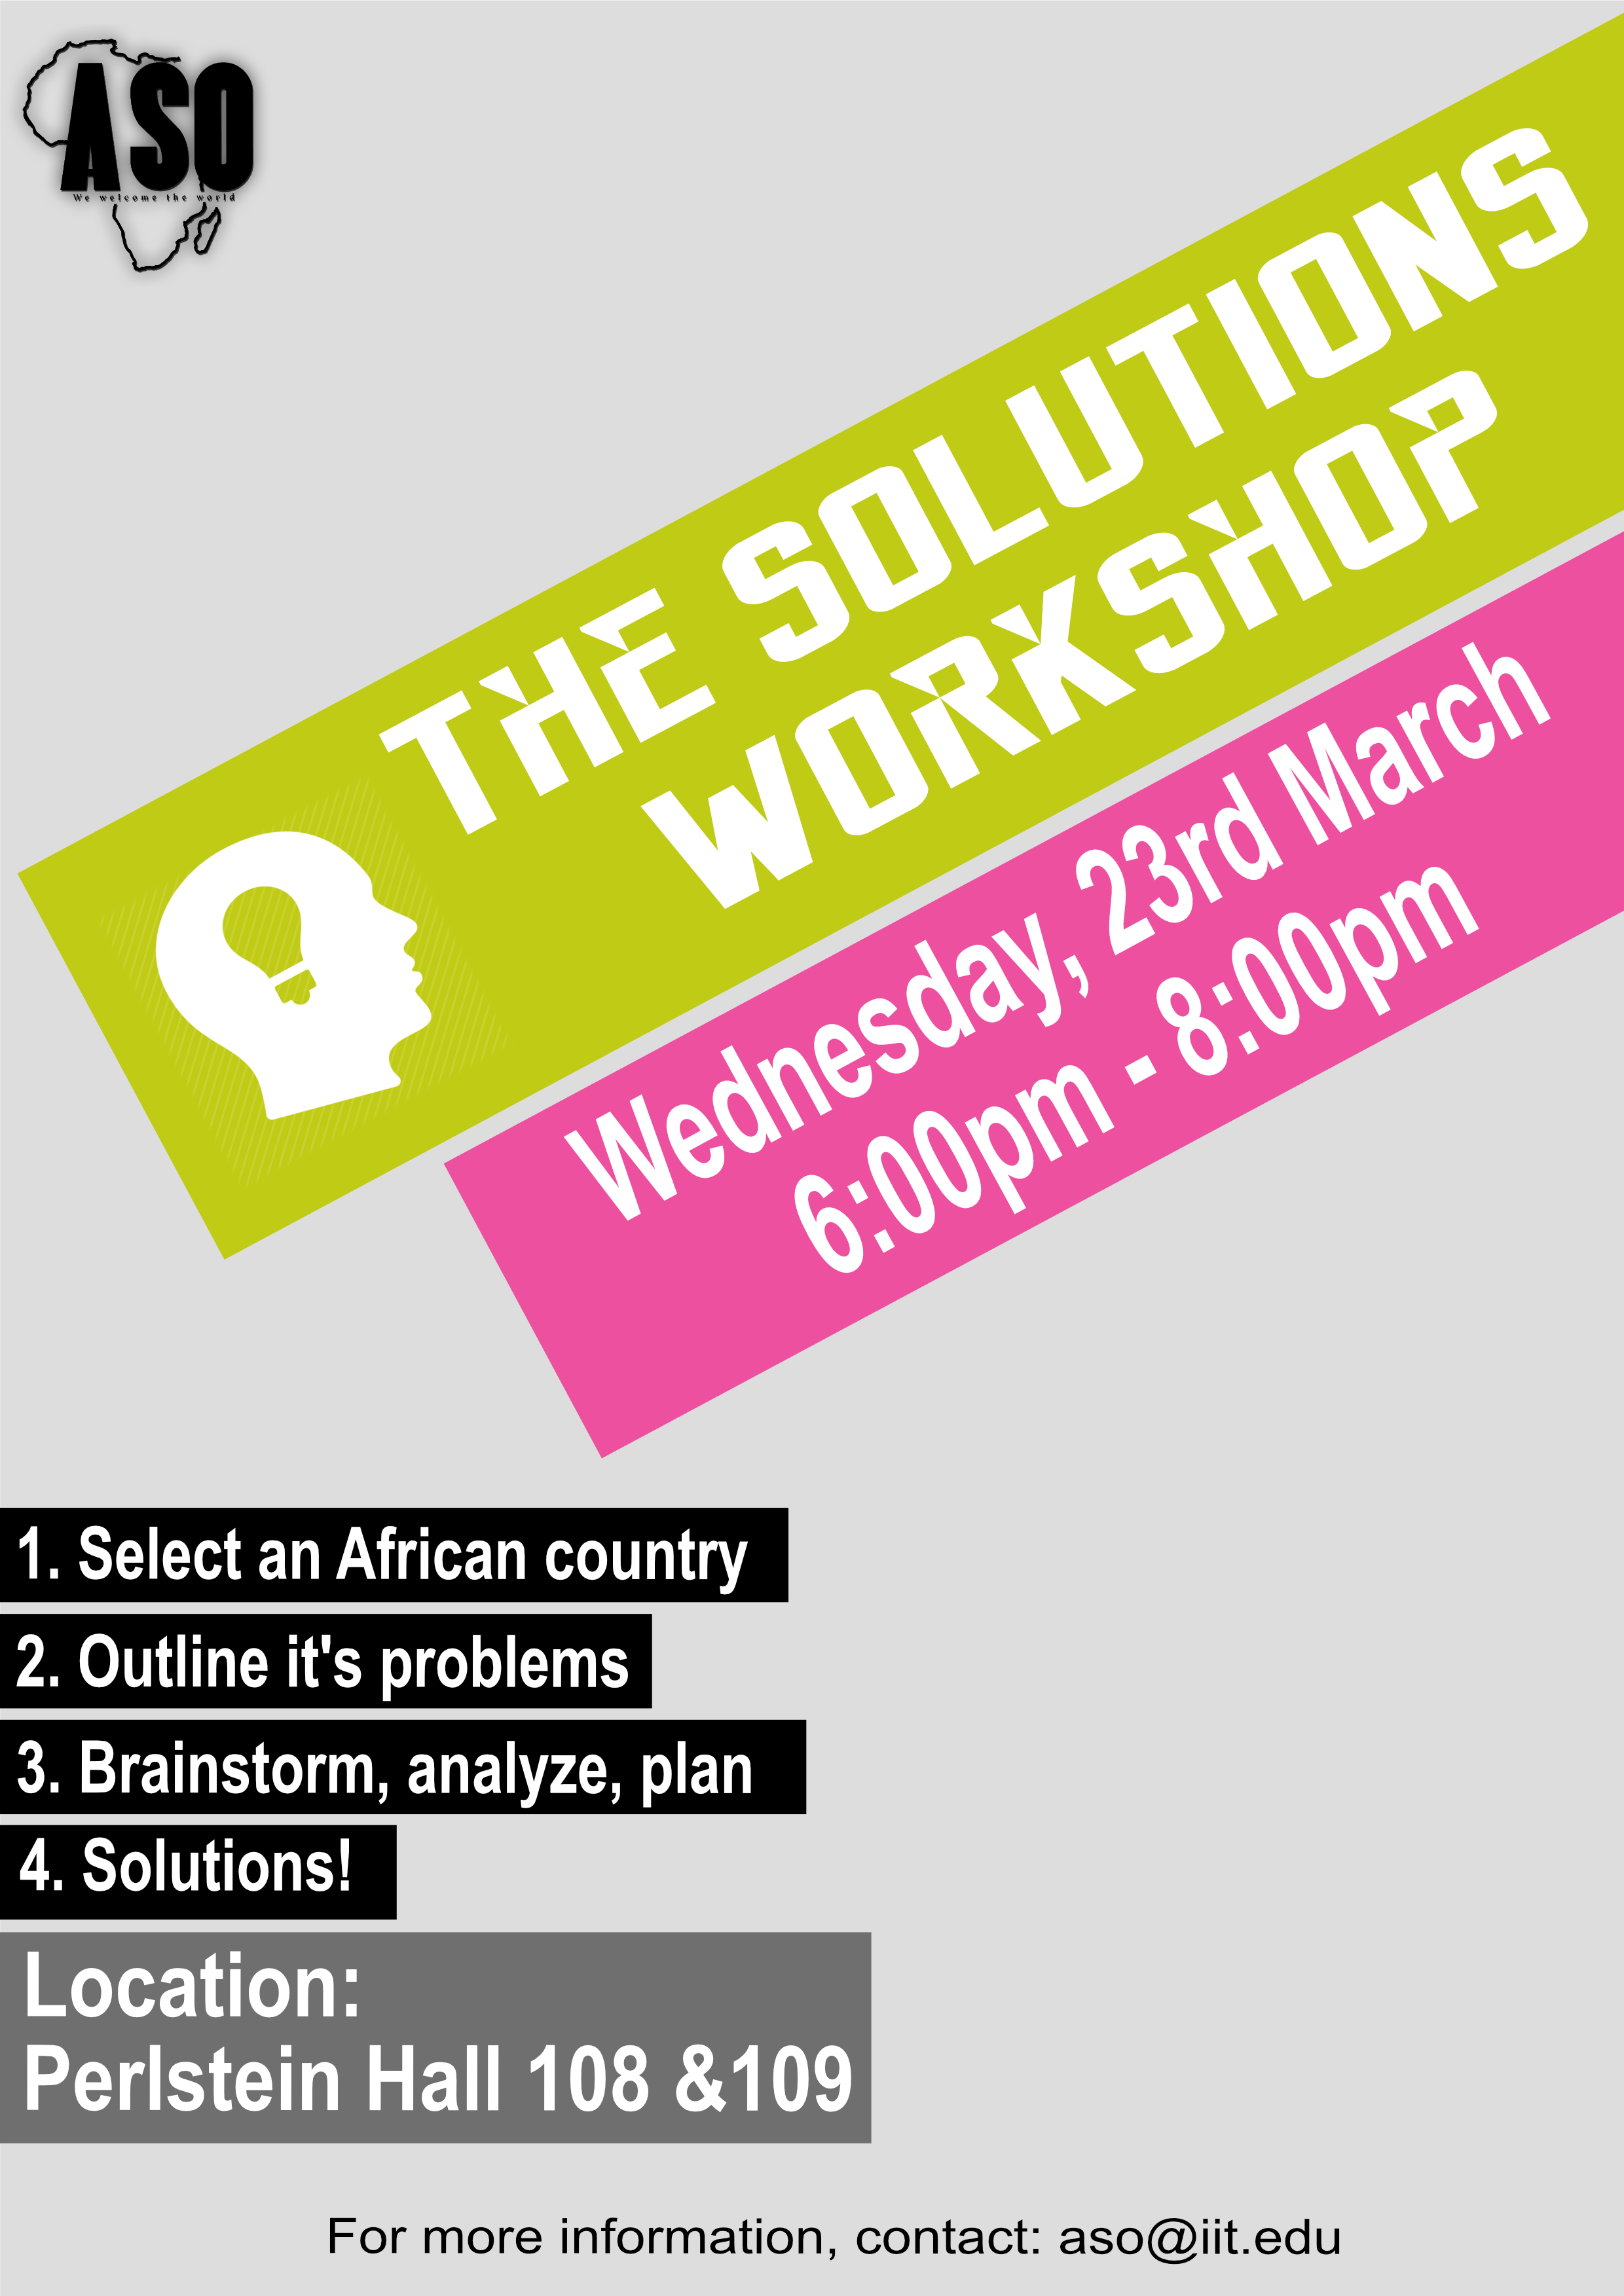 ASO
We welcome the world
THE SOLUTIONS
WORKSHOP
Wednesday, 23rd March
6:00pm - 8:00pm
1. Select an African country
2. Outline it's problems
3. Brainstorm, analyze, plan
4. Solutions!
Location:
Perlstein Hall 108 &109
For more information, contact: aso@iit.edu